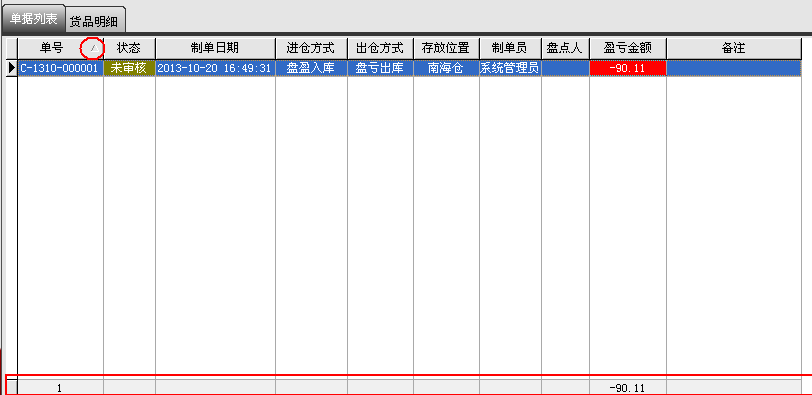 单据列表 货品明细
单号 状态 制单日期 进仓方式 出仓方式 存放位置 制单员 盘点人 盈亏金额 备注
C-1310-000001 未审核 2013-10-20 16:49:31 盘盈入库 盘亏出库 南海仓 系统管理员 -90.11
1 -90.11